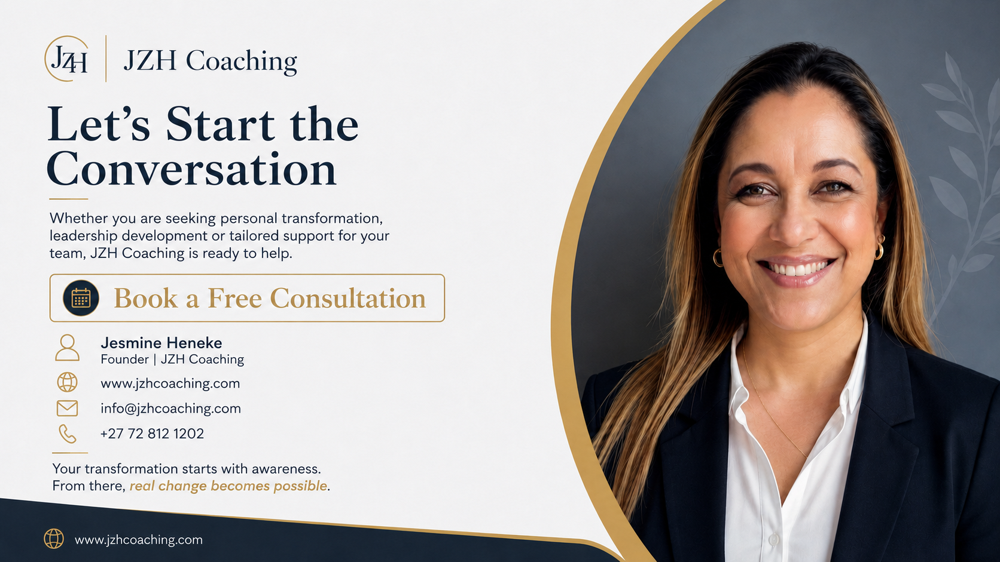 JZH
JZH Coaching
Let’s Start the
Conversation
Whether you are seeking personal transformation,
leadership development or tailored support for your
team, JZH Coaching is ready to help.
Book a Free Consultation
Jesmine Heneke
Founder | JZH Coaching
www.jzhcoaching.com
info@jzhcoaching.com
+27 72 812 1202
Your transformation starts with awareness.
From there, real change becomes possible.
www.jzhcoaching.com